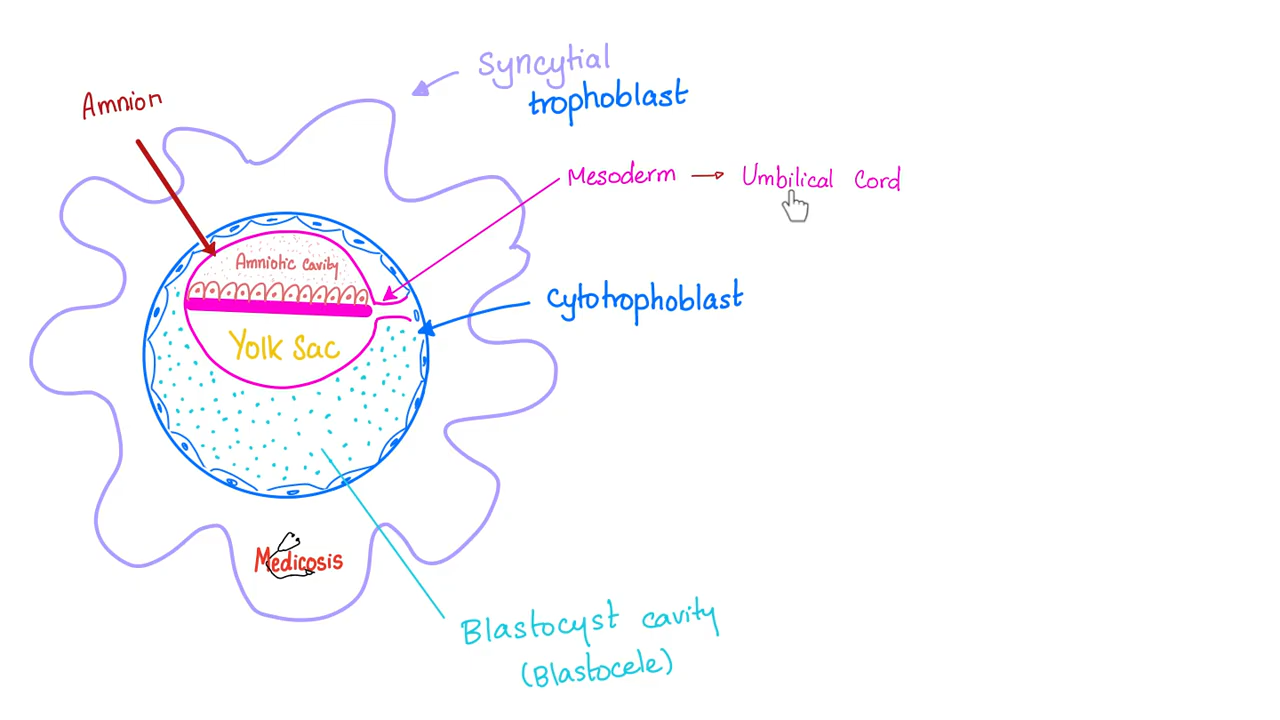 Syncytial
trophoblast
Amnion
Mesoderm → Umbilical Cord
Amniotic Cavity
Cytotrophoblast
Yolk Sac
Medicosis
Blastocyst cavity
(Blastocele)